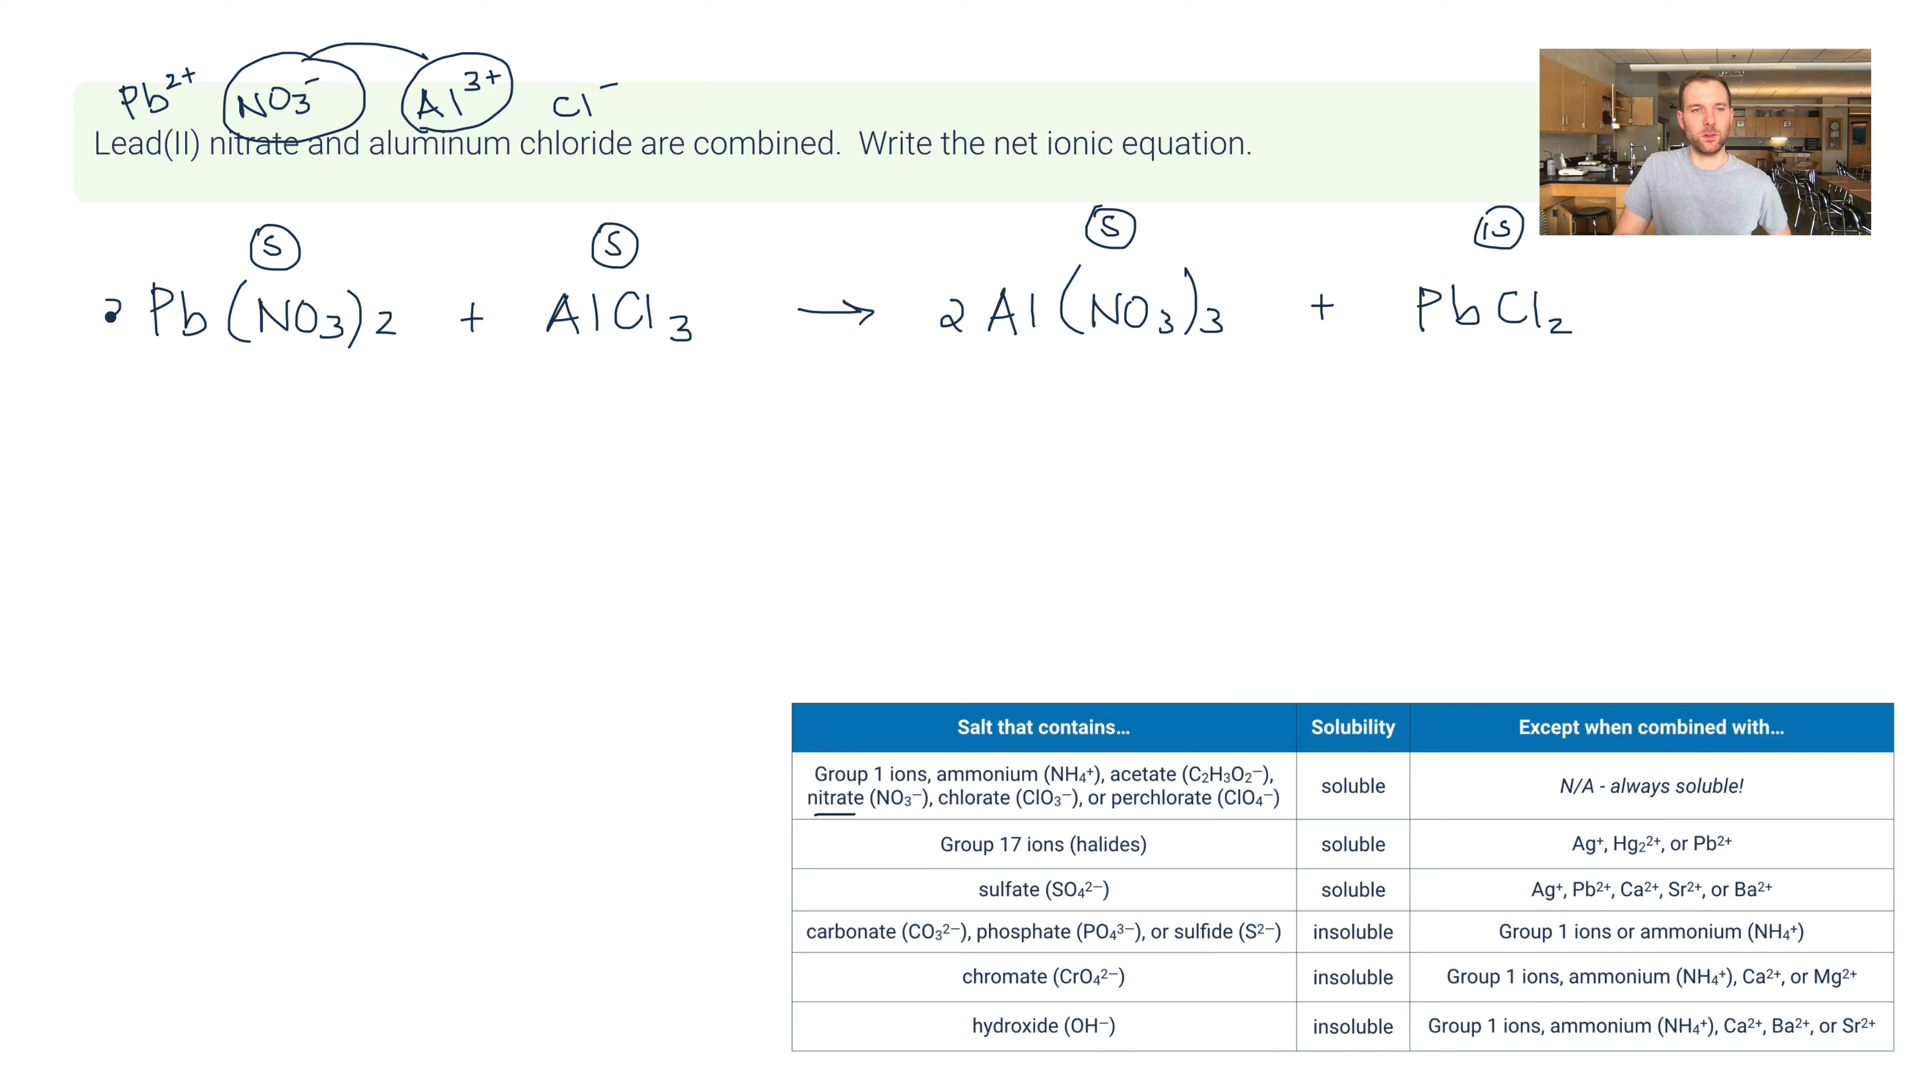 Pb²⁺ NO₃⁻ Al³⁺ Cl⁻
Lead(II) nitrate and aluminum chloride are combined. Write the net ionic equation.
S S S iS
2 Pb(NO₃)₂ + AlCl₃ → 2 Al(NO₃)₃ + PbCl₂
Salt that contains... Solubility Except when combined with...
Group 1 ions, ammonium (NH₄⁺), acetate (C₂H₃O₂⁻),
nitrate (NO₃⁻), chlorate (ClO₃⁻), or perchlorate (ClO₄⁻) soluble N/A - always soluble!
Group 17 ions (halides) soluble Ag⁺, Hg₂²⁺, or Pb²⁺
sulfate (SO₄²⁻) soluble Ag⁺, Pb²⁺, Ca²⁺, Sr²⁺, or Ba²⁺
carbonate (CO₃²⁻), phosphate (PO₄³⁻), or sulfide (S²⁻) insoluble Group 1 ions or ammonium (NH₄⁺)
chromate (CrO₄²⁻) insoluble Group 1 ions, ammonium (NH₄⁺), Ca²⁺, or Mg²⁺
hydroxide (OH⁻) insoluble Group 1 ions, ammonium (NH₄⁺), Ca²⁺, Ba²⁺, or Sr²⁺